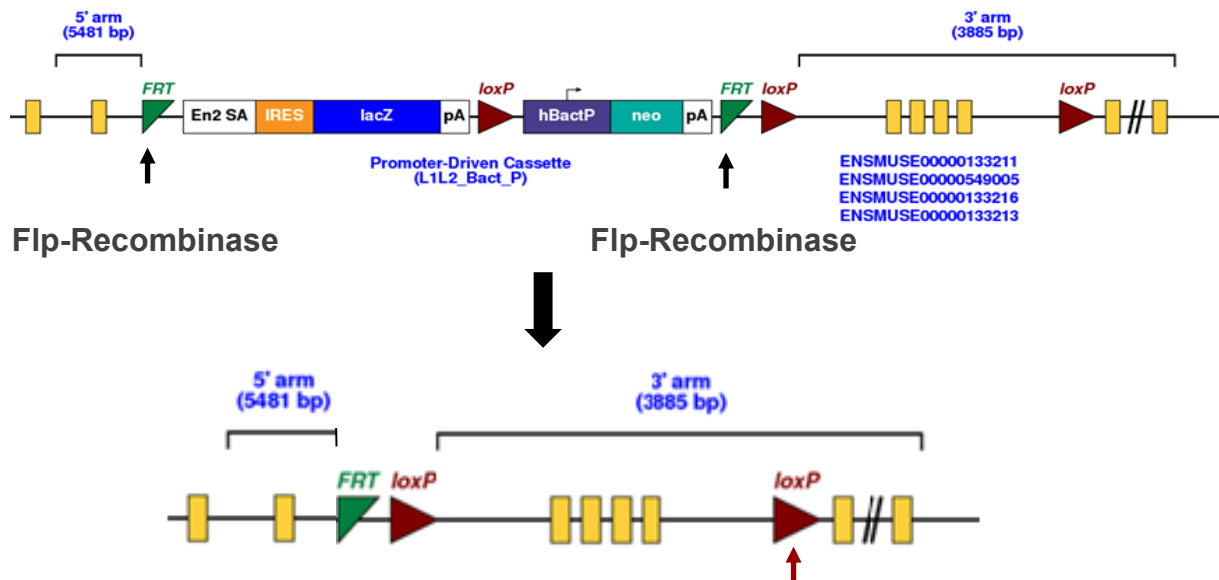 5' arm
(5481 bp)
3' arm
(3885 bp)
FRT
loxP
FRT
loxP
loxP
En2 SA
IRES
lacZ
pA
hBactP
neo
pA
Promoter-Driven Cassette
(L1L2_Bact_P)
ENSMUSE00000133211
ENSMUSE00000549005
ENSMUSE00000133216
ENSMUSE00000133213
Flp-Recombinase
Flp-Recombinase
5' arm
(5481 bp)
3' arm
(3885 bp)
FRT
loxP
loxP